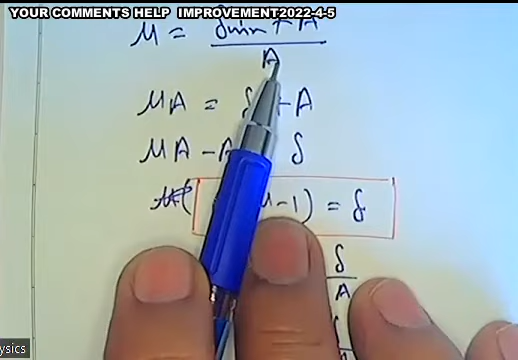 YOUR COMMENTS HELP IMPROVEMENT2022-4-5
μ = δmin + A
A
μA = δ + A
μA - A δ
-1) = δ
δ
A
ysics